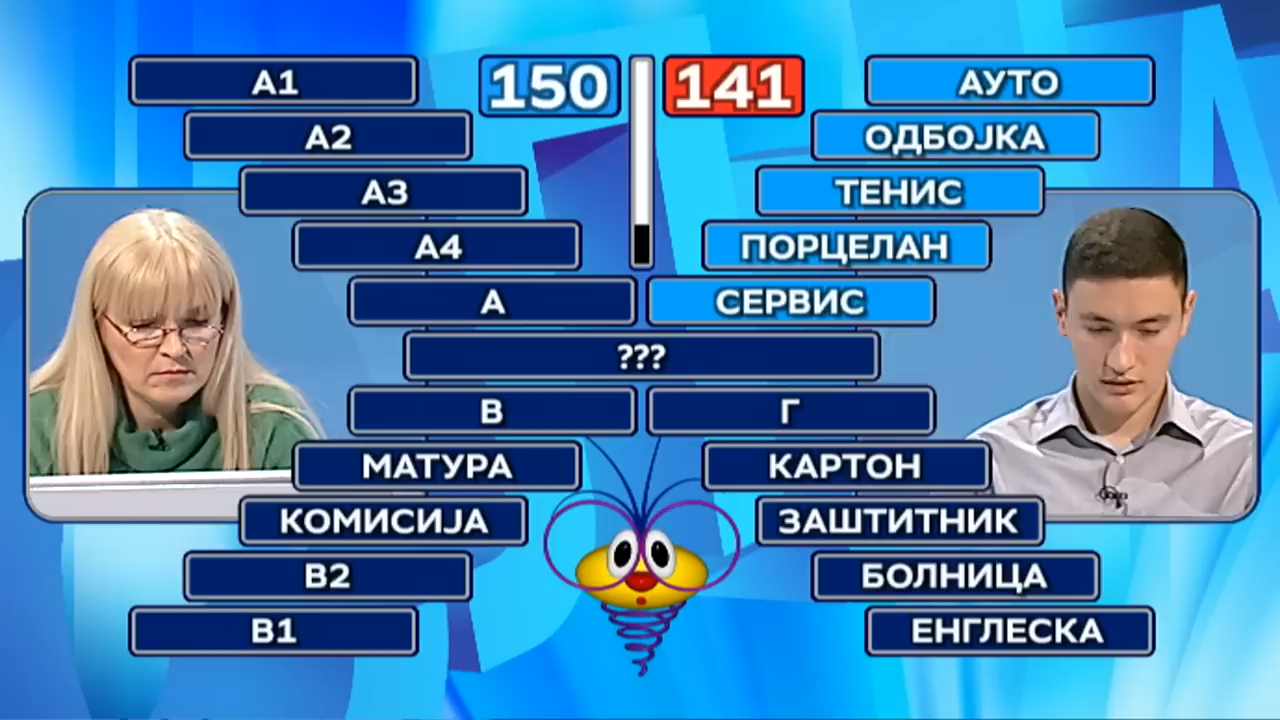 А1 150 141 АУТО
А2 ОДБОЈКА
А3 ТЕНИС
А4 ПОРЦЕЛАН
А СЕРВИС
???
В Г
МАТУРА КАРТОН
КОМИСИЈА ЗАШТИТНИК
В2 БОЛНИЦА
В1 ЕНГЛЕСКА